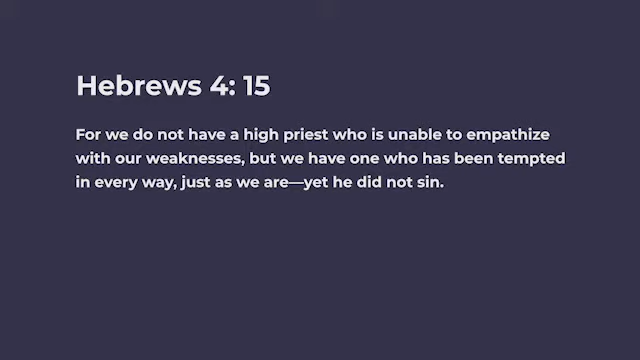 Hebrews 4: 15
For we do not have a high priest who is unable to empathize
with our weaknesses, but we have one who has been tempted
in every way, just as we are—yet he did not sin.